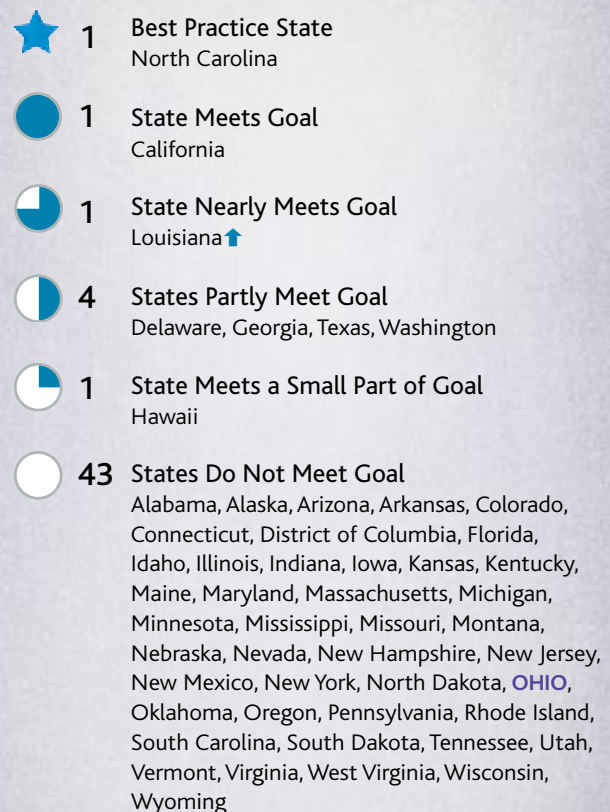 1 Best Practice State
North Carolina
1 State Meets Goal
California
1 State Nearly Meets Goal
Louisiana
4 States Partly Meet Goal
Delaware, Georgia, Texas, Washington
1 State Meets a Small Part of Goal
Hawaii
43 States Do Not Meet Goal
Alabama, Alaska, Arizona, Arkansas, Colorado,
Connecticut, District of Columbia, Florida,
Idaho, Illinois, Indiana, Iowa, Kansas, Kentucky,
Maine, Maryland, Massachusetts, Michigan,
Minnesota, Mississippi, Missouri, Montana,
Nebraska, Nevada, New Hampshire, New Jersey,
New Mexico, New York, North Dakota, OHIO,
Oklahoma, Oregon, Pennsylvania, Rhode Island,
South Carolina, South Dakota, Tennessee, Utah,
Vermont, Virginia, West Virginia, Wisconsin,
Wyoming